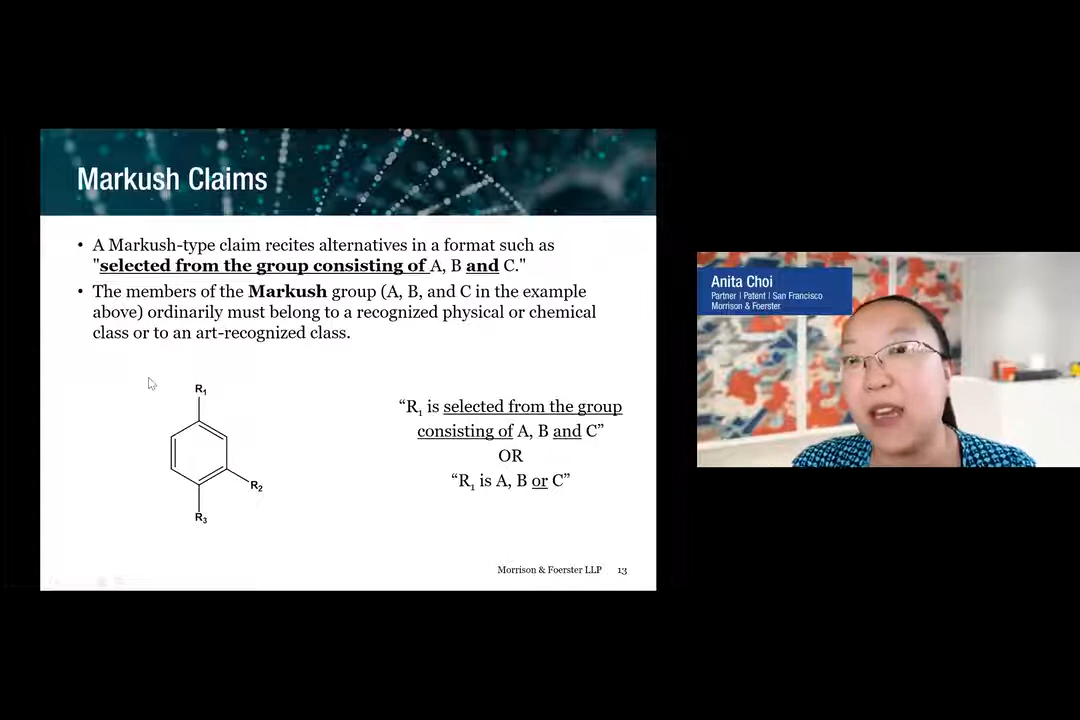 Markush Claims
• A Markush-type claim recites alternatives in a format such as
"selected from the group consisting of A, B and C."
• The members of the Markush group (A, B, and C in the example
above) ordinarily must belong to a recognized physical or chemical
class or to an art-recognized class.
R1
R2
R3
“R1 is selected from the group
consisting of A, B and C”
OR
“R1 is A, B or C”
Morrison & Foerster LLP 13
Anita Choi
Partner | Patent | San Francisco
Morrison & Foerster